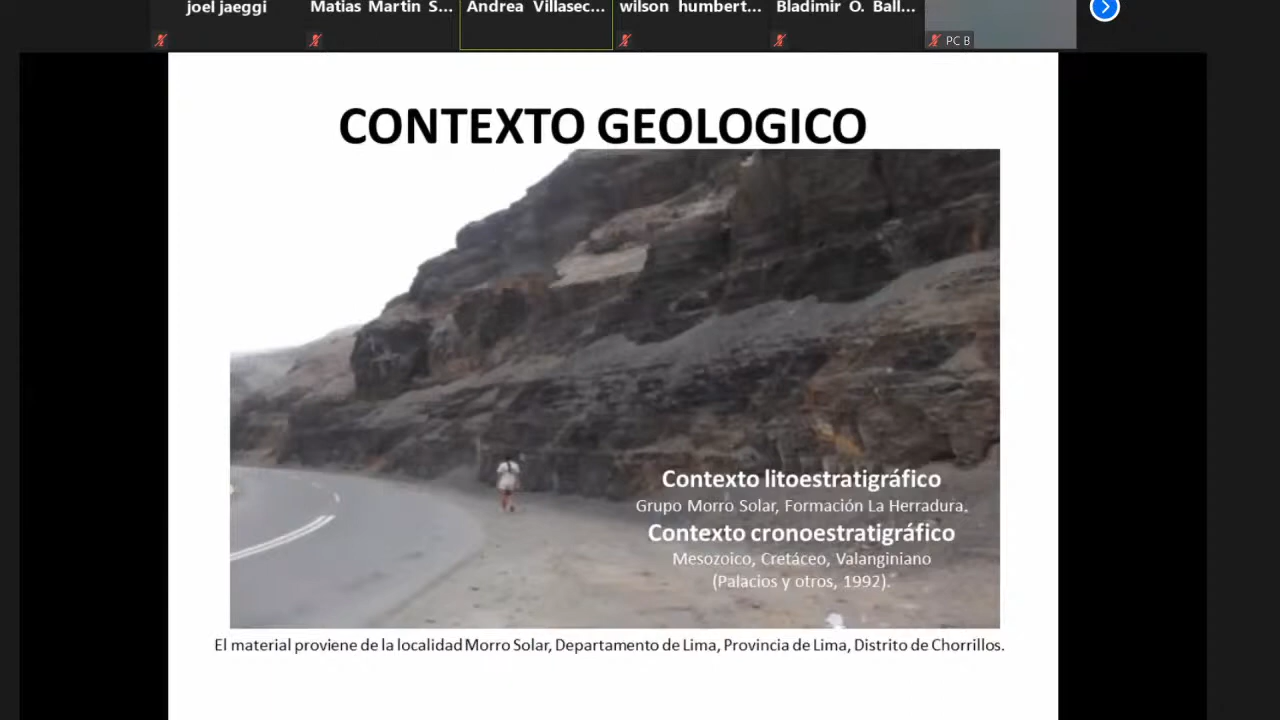 joel jaeggi
Matias Martin S...
Andrea Villasec...
wilson humbert...
Bladimir O. Ball...
PC B
CONTEXTO GEOLOGICO
Contexto litoestratigráfico
Grupo Morro Solar, Formación La Herradura.
Contexto cronoestratigráfico
Mesozoico, Cretáceo, Valanginiano
(Palacios y otros, 1992).
El material proviene de la localidad Morro Solar, Departamento de Lima, Provincia de Lima, Distrito de Chorrillos.